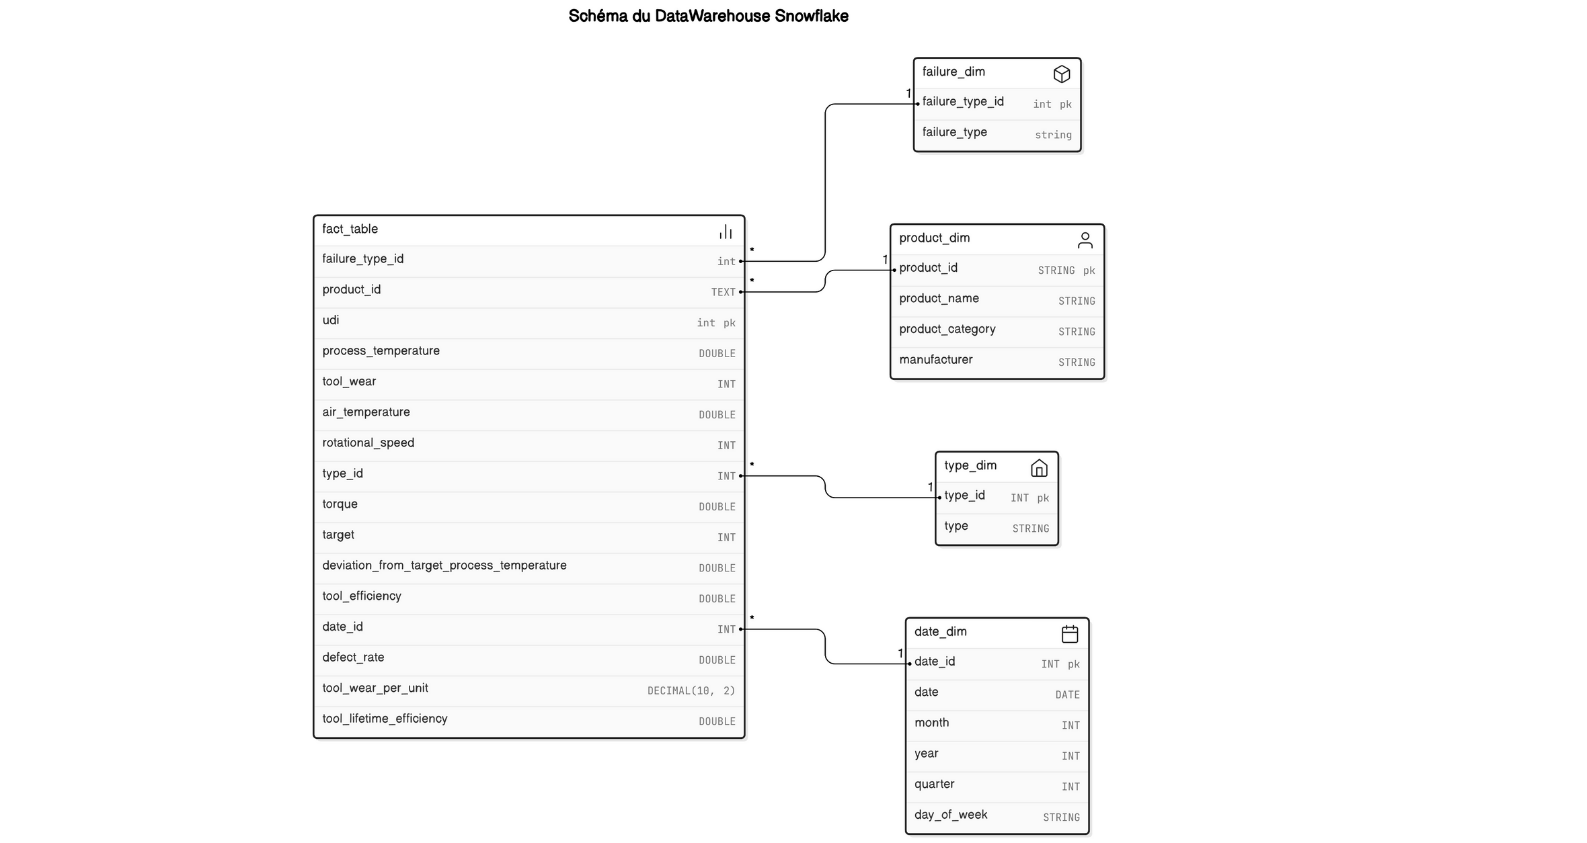 Schéma du DataWarehouse Snowflake
failure_dim
1
failure_type_id int pk
failure_type string
fact_table
failure_type_id int *
product_id TEXT *
udi int pk
process_temperature DOUBLE
tool_wear INT
air_temperature DOUBLE
rotational_speed INT
type_id INT *
torque DOUBLE
target INT
deviation_from_target_process_temperature DOUBLE
tool_efficiency DOUBLE
date_id INT *
defect_rate DOUBLE
tool_wear_per_unit DECIMAL(10, 2)
tool_lifetime_efficiency DOUBLE
product_dim
1
product_id STRING pk
product_name STRING
product_category STRING
manufacturer STRING
type_dim
1
type_id INT pk
type STRING
date_dim
1
date_id INT pk
date DATE
month INT
year INT
quarter INT
day_of_week STRING